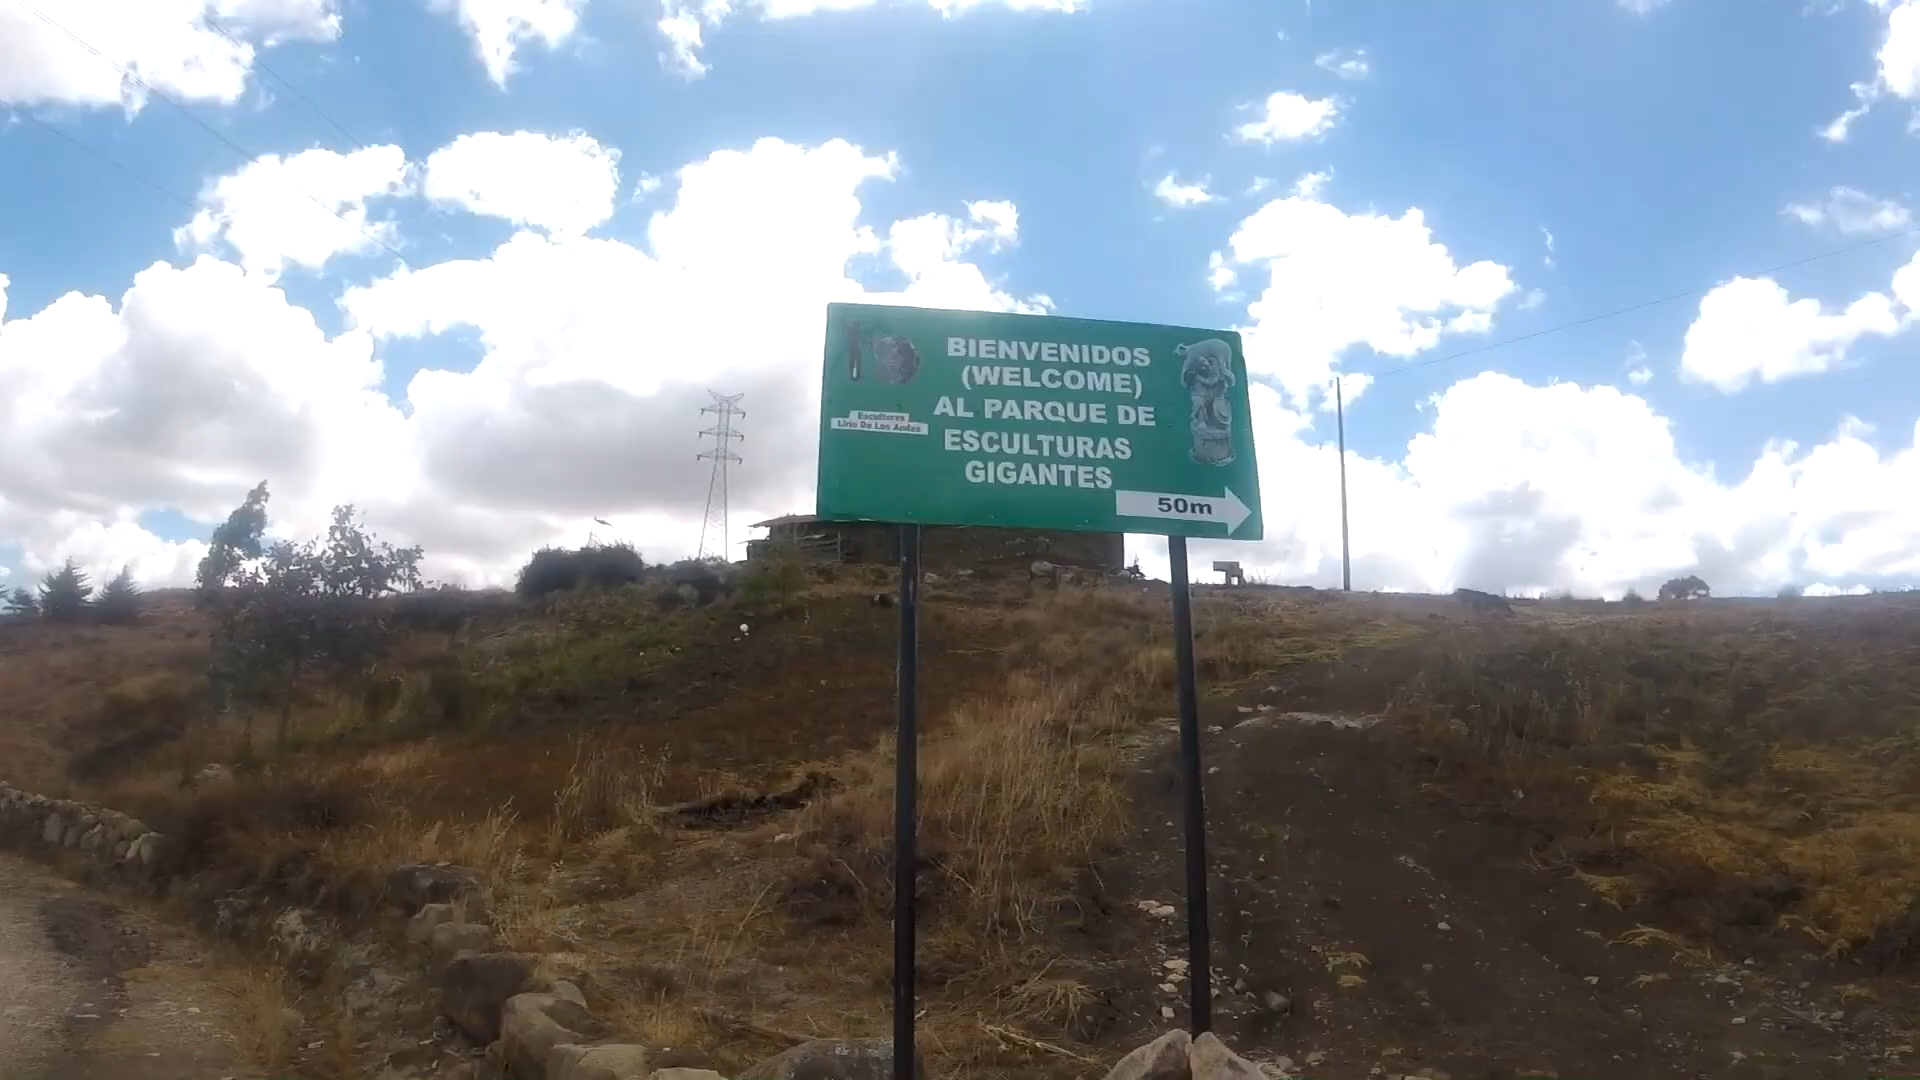 BIENVENIDOS
(WELCOME)
AL PARQUE DE
ESCULTURAS
GIGANTES
50m
Escultores
Lirio De Los Andes